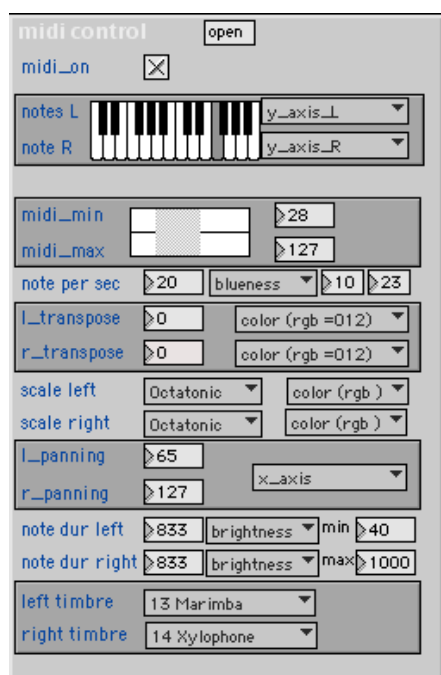 midi control open
midi_on
notes L y_axis_L
note R y_axis_R
midi_min 28
midi_max 127
note per sec 20 blueness 10 23
l_transpose 0 color (rgb =012)
r_transpose 0 color (rgb =012)
scale left Octatonic color (rgb )
scale right Octatonic color (rgb )
l_panning 65
x_axis
r_panning 127
note dur left 833 brightness min 40
note dur right 833 brightness max 1000
left timbre 13 Marimba
right timbre 14 Xylophone